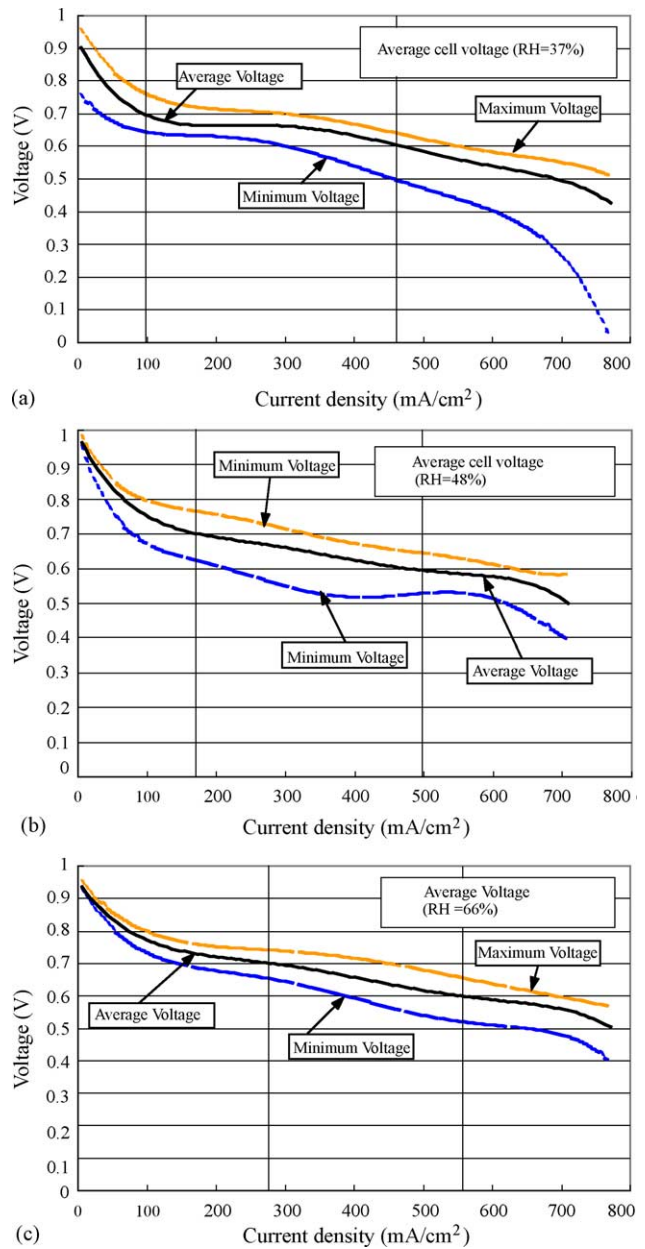 1
0.9
0.8
0.7
0.6
0.5
0.4
0.3
0.2
0.1
0
Voltage (V)
Average cell voltage (RH=37%)
Average Voltage
Maximum Voltage
Minimum Voltage
0 100 200 300 400 500 600 700 800
(a)
Current density (mA/cm2)
1
0.9
0.8
0.7
0.6
0.5
0.4
0.3
0.2
0.1
0
Voltage (V)
Minimum Voltage
Average cell voltage
(RH=48%)
Minimum Voltage
Average Voltage
0 100 200 300 400 500 600 700 800
(b)
Current density (mA/cm2)
1
0.9
0.8
0.7
0.6
0.5
0.4
0.3
0.2
0.1
0
Voltage (V)
Average Voltage
(RH =66%)
Maximum Voltage
Average Voltage
Minimum Voltage
0 100 200 300 400 500 600 700 800
(c)
Current density (mA/cm2)